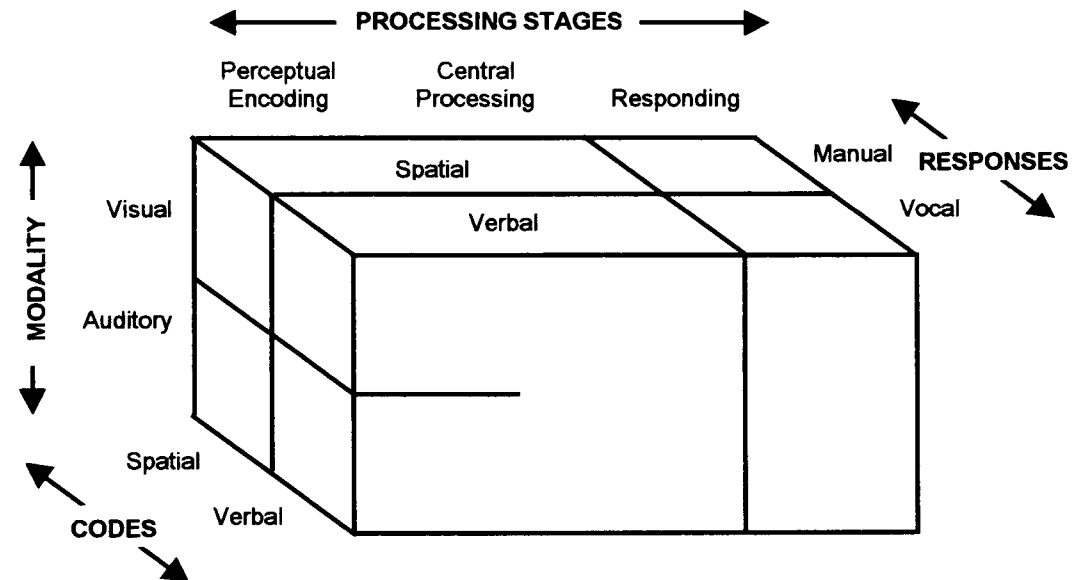 PROCESSING STAGES
Perceptual
Encoding
Central
Processing
Responding
Manual
RESPONSES
Vocal
Spatial
Verbal
Visual
MODALITY
Auditory
Spatial
Verbal
CODES